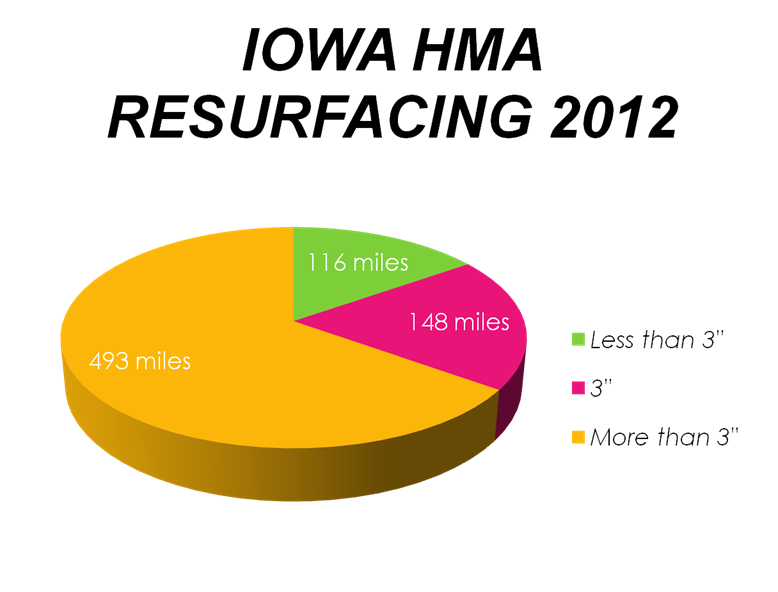 IOWA HMA
RESURFACING 2012
116 miles
148 miles
493 miles
Less than 3”
3”
More than 3”